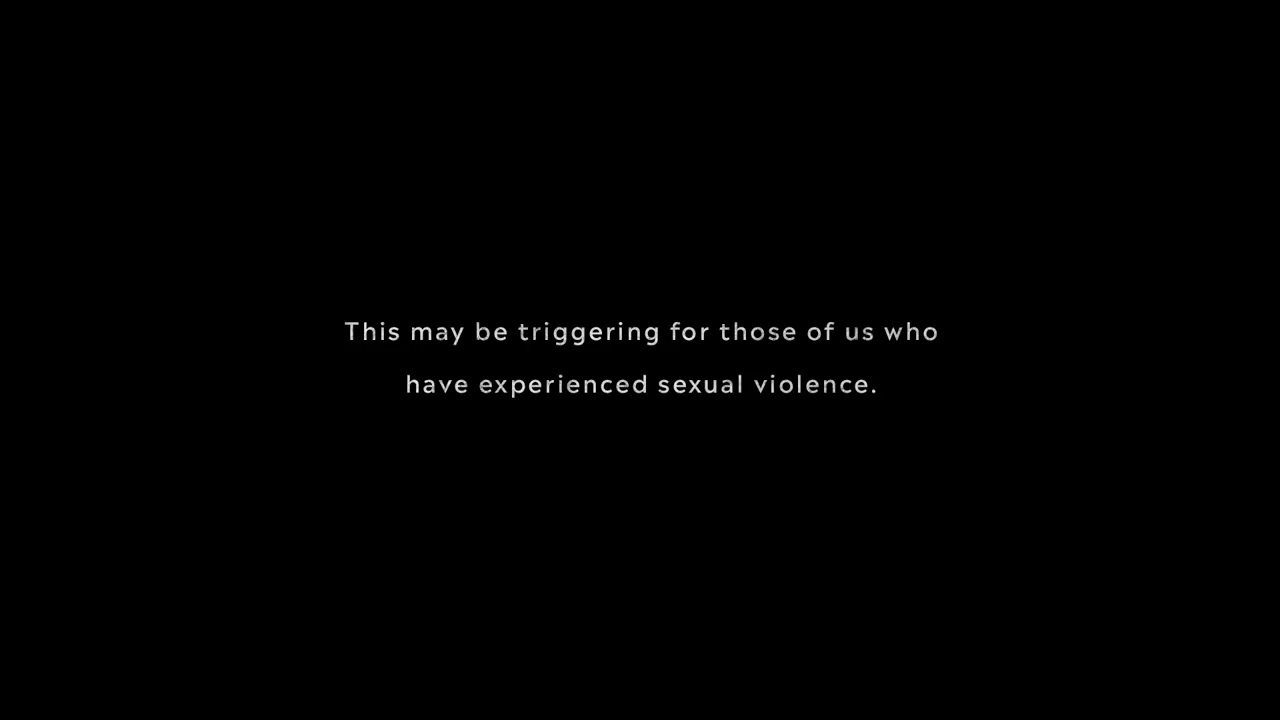 This may be triggering for those of us who
have experienced sexual violence.